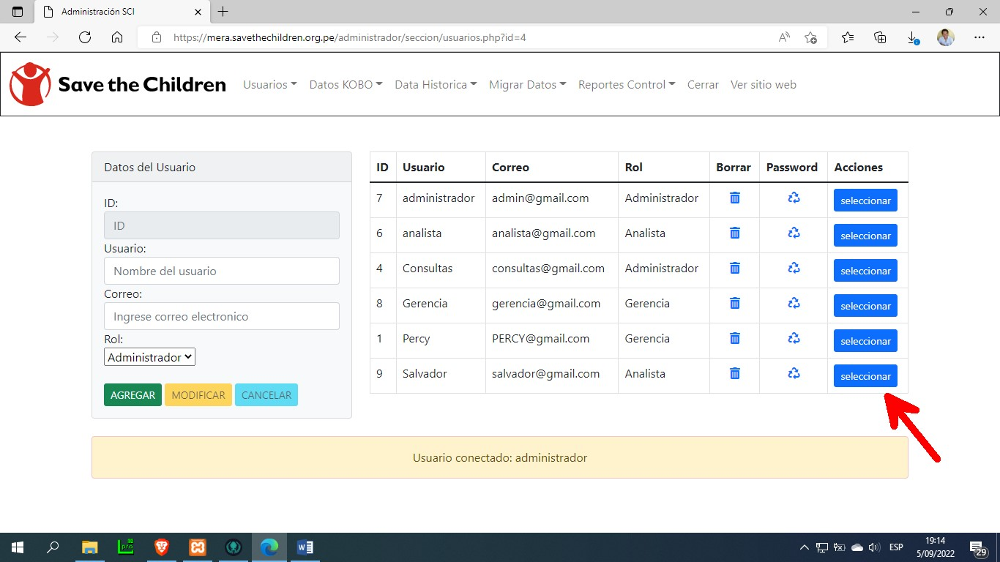 Administración SCI
https://mera.savethechildren.org.pe/administrador/seccion/usuarios.php?id=4
Save the Children Usuarios Datos KOBO Data Historica Migrar Datos Reportes Control Cerrar Ver sitio web
Datos del Usuario
ID:
ID
Usuario:
Nombre del usuario
Correo:
Ingrese correo electronico
Rol:
Administrador
AGREGAR MODIFICAR CANCELAR
ID Usuario Correo Rol Borrar Password Acciones
7 administrador admin@gmail.com Administrador seleccionar
6 analista analista@gmail.com Analista seleccionar
4 Consultas consultas@gmail.com Administrador seleccionar
8 Gerencia gerencia@gmail.com Gerencia seleccionar
1 Percy PERCY@gmail.com Gerencia seleccionar
9 Salvador salvador@gmail.com Analista seleccionar
Usuario conectado: administrador
ESP
19:14
5/09/2022
29